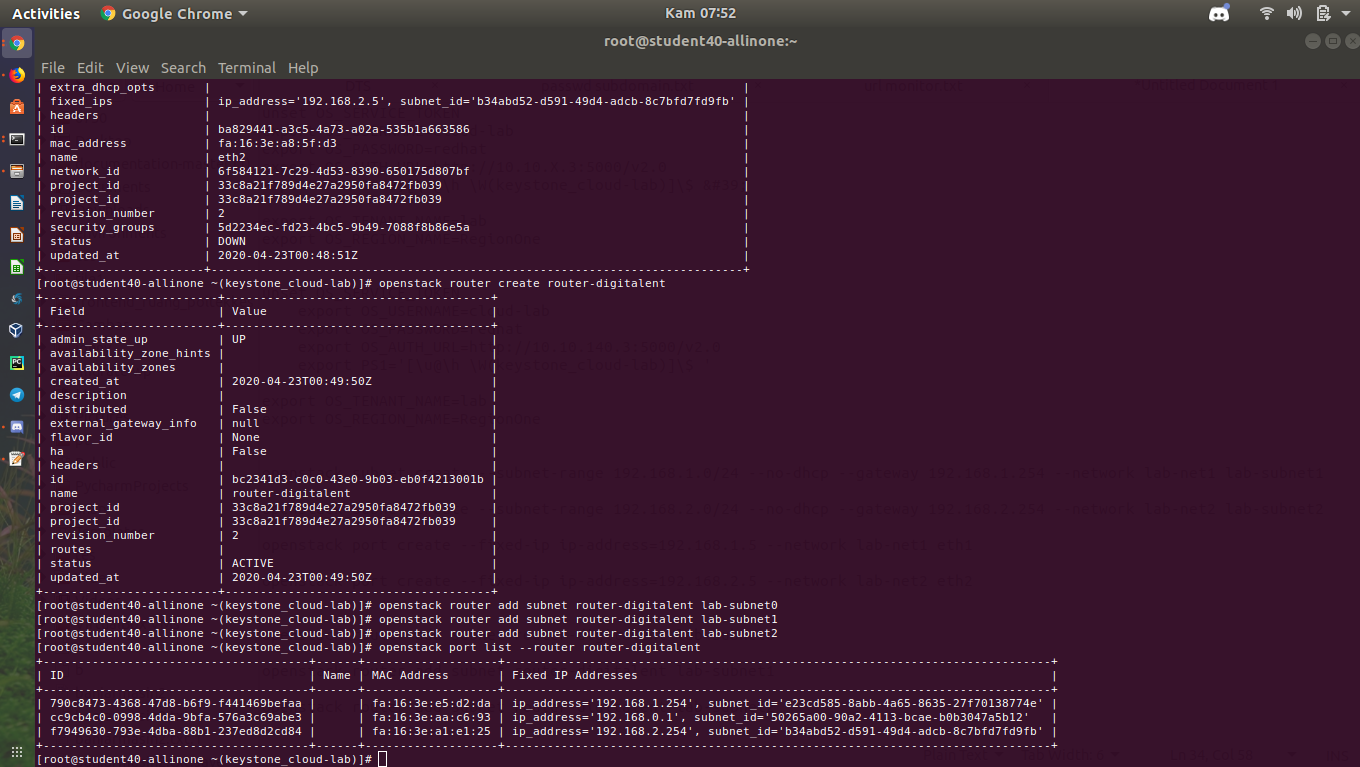 Activities Google Chrome Kam 07:52
root@student40-allinone:~
File Edit View Search Terminal Help
| extra_dhcp_opts | |
| fixed_ips | ip_address='192.168.2.5', subnet_id='b34abd52-d591-49d4-adcb-8c7bfd7fd9fb' |
| headers | |
| id | ba829441-a3c5-4a73-a02a-535b1a663586 |
| mac_address | fa:16:3e:a8:5f:d3 |
| name | eth2 |
| network_id | 6f584121-7c29-4d53-8390-650175d807bf |
| project_id | 33c8a21f789d4e27a2950fa8472fb039 |
| project_id | 33c8a21f789d4e27a2950fa8472fb039 |
| revision_number | 2 |
| security_groups | 5d2234ec-fd23-4bc5-9b49-7088f8b86e5a |
| status | DOWN |
| updated_at | 2020-04-23T00:48:51Z |
[root@student40-allinone ~(keystone_cloud-lab)]# openstack router create router-digitalent
| Field | Value |
| admin_state_up | UP |
| availability_zone_hints | |
| availability_zones | |
| created_at | 2020-04-23T00:49:50Z |
| description | |
| distributed | False |
| external_gateway_info | null |
| flavor_id | None |
| ha | False |
| headers | |
| id | bc2341d3-c0c0-43e0-9b03-eb0f4213001b |
| name | router-digitalent |
| project_id | 33c8a21f789d4e27a2950fa8472fb039 |
| project_id | 33c8a21f789d4e27a2950fa8472fb039 |
| revision_number | 2 |
| routes | |
| status | ACTIVE |
| updated_at | 2020-04-23T00:49:50Z |
[root@student40-allinone ~(keystone_cloud-lab)]# openstack router add subnet router-digitalent lab-subnet0
[root@student40-allinone ~(keystone_cloud-lab)]# openstack router add subnet router-digitalent lab-subnet1
[root@student40-allinone ~(keystone_cloud-lab)]# openstack router add subnet router-digitalent lab-subnet2
[root@student40-allinone ~(keystone_cloud-lab)]# openstack port list --router router-digitalent
| ID | Name | MAC Address | Fixed IP Addresses |
| 790c8473-4368-47d8-b6f9-f441469befaa | | fa:16:3e:e5:d2:da | ip_address='192.168.1.254', subnet_id='e23cd585-8abb-4a65-8635-27f70138774e' |
| cc9cb4c0-0998-4dda-9bfa-576a3c69abe3 | | fa:16:3e:aa:c6:93 | ip_address='192.168.0.1', subnet_id='50265a00-90a2-4113-bcae-b0b3047a5b12' |
| f7949630-793e-4dba-88b1-237ed8d2cd84 | | fa:16:3e:a1:e1:25 | ip_address='192.168.2.254', subnet_id='b34abd52-d591-49d4-adcb-8c7bfd7fd9fb' |
[root@student40-allinone ~(keystone_cloud-lab)]#